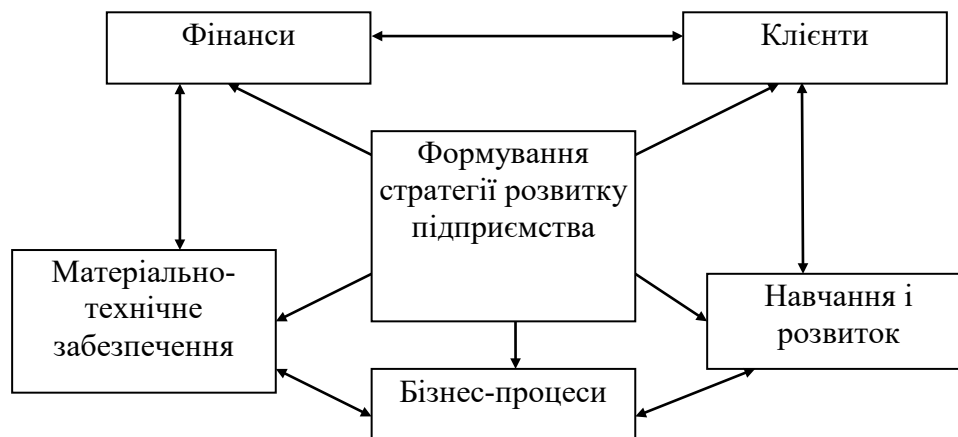 Фінанси
Клієнти
Формування
стратегії розвитку
підприємства
Матеріально-
технічне
забезпечення
Навчання і
розвиток
Бізнес-процеси